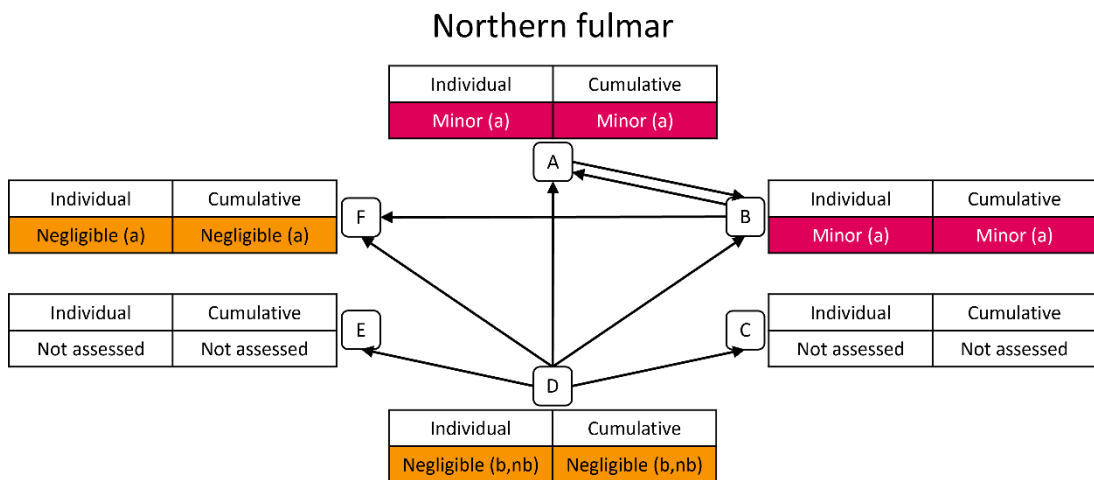 Northern fulmar
Individual Cumulative
Minor (a) Minor (a)
A
Individual Cumulative
Negligible (a) Negligible (a)
F
B
Individual Cumulative
Minor (a) Minor (a)
Individual Cumulative
Not assessed Not assessed
E
C
Individual Cumulative
Not assessed Not assessed
D
Individual Cumulative
Negligible (b,nb) Negligible (b,nb)